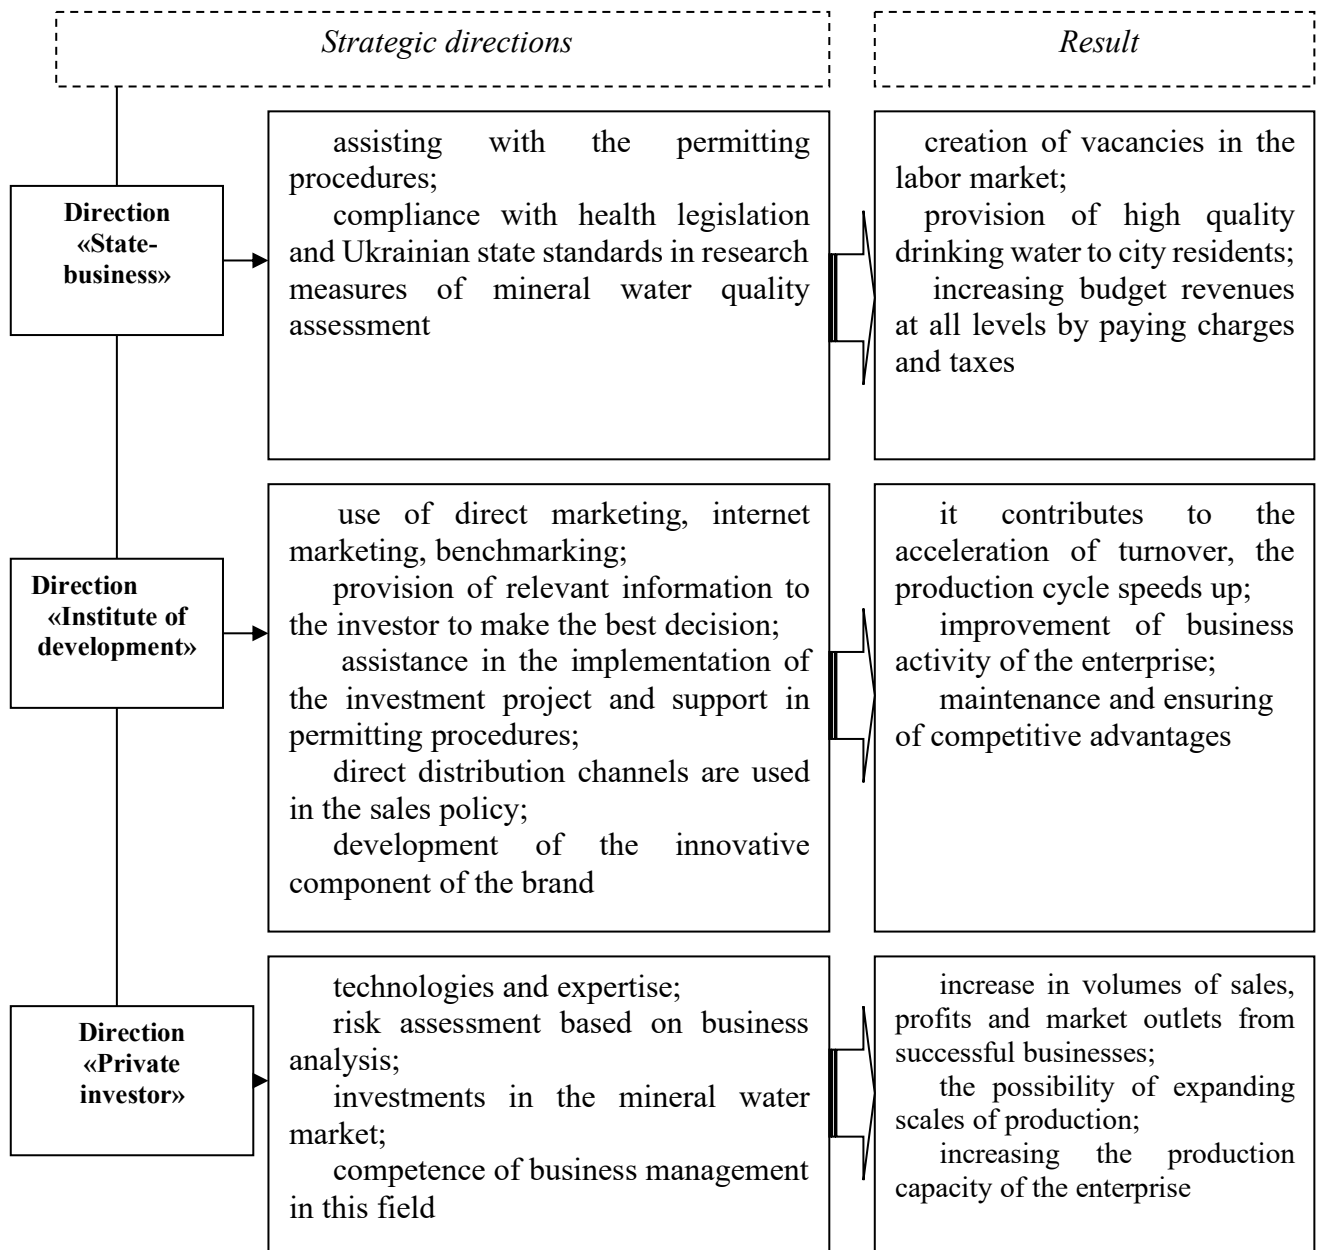 Strategic directions
Result
Direction
«State-
business»
assisting with the permitting
procedures;
compliance with health legislation
and Ukrainian state standards in research
measures of mineral water quality
assessment
creation of vacancies in the
labor market;
provision of high quality
drinking water to city residents;
increasing budget revenues
at all levels by paying charges
and taxes
Direction
«Institute of
development»
use of direct marketing, internet
marketing, benchmarking;
provision of relevant information to
the investor to make the best decision;
assistance in the implementation of
the investment project and support in
permitting procedures;
direct distribution channels are used
in the sales policy;
development of the innovative
component of the brand
it contributes to the
acceleration of turnover, the
production cycle speeds up;
improvement of business
activity of the enterprise;
maintenance and ensuring
of competitive advantages
Direction
«Private
investor»
technologies and expertise;
risk assessment based on business
analysis;
investments in the mineral water
market;
competence of business management
in this field
increase in volumes of sales,
profits and market outlets from
successful businesses;
the possibility of expanding
scales of production;
increasing the production
capacity of the enterprise